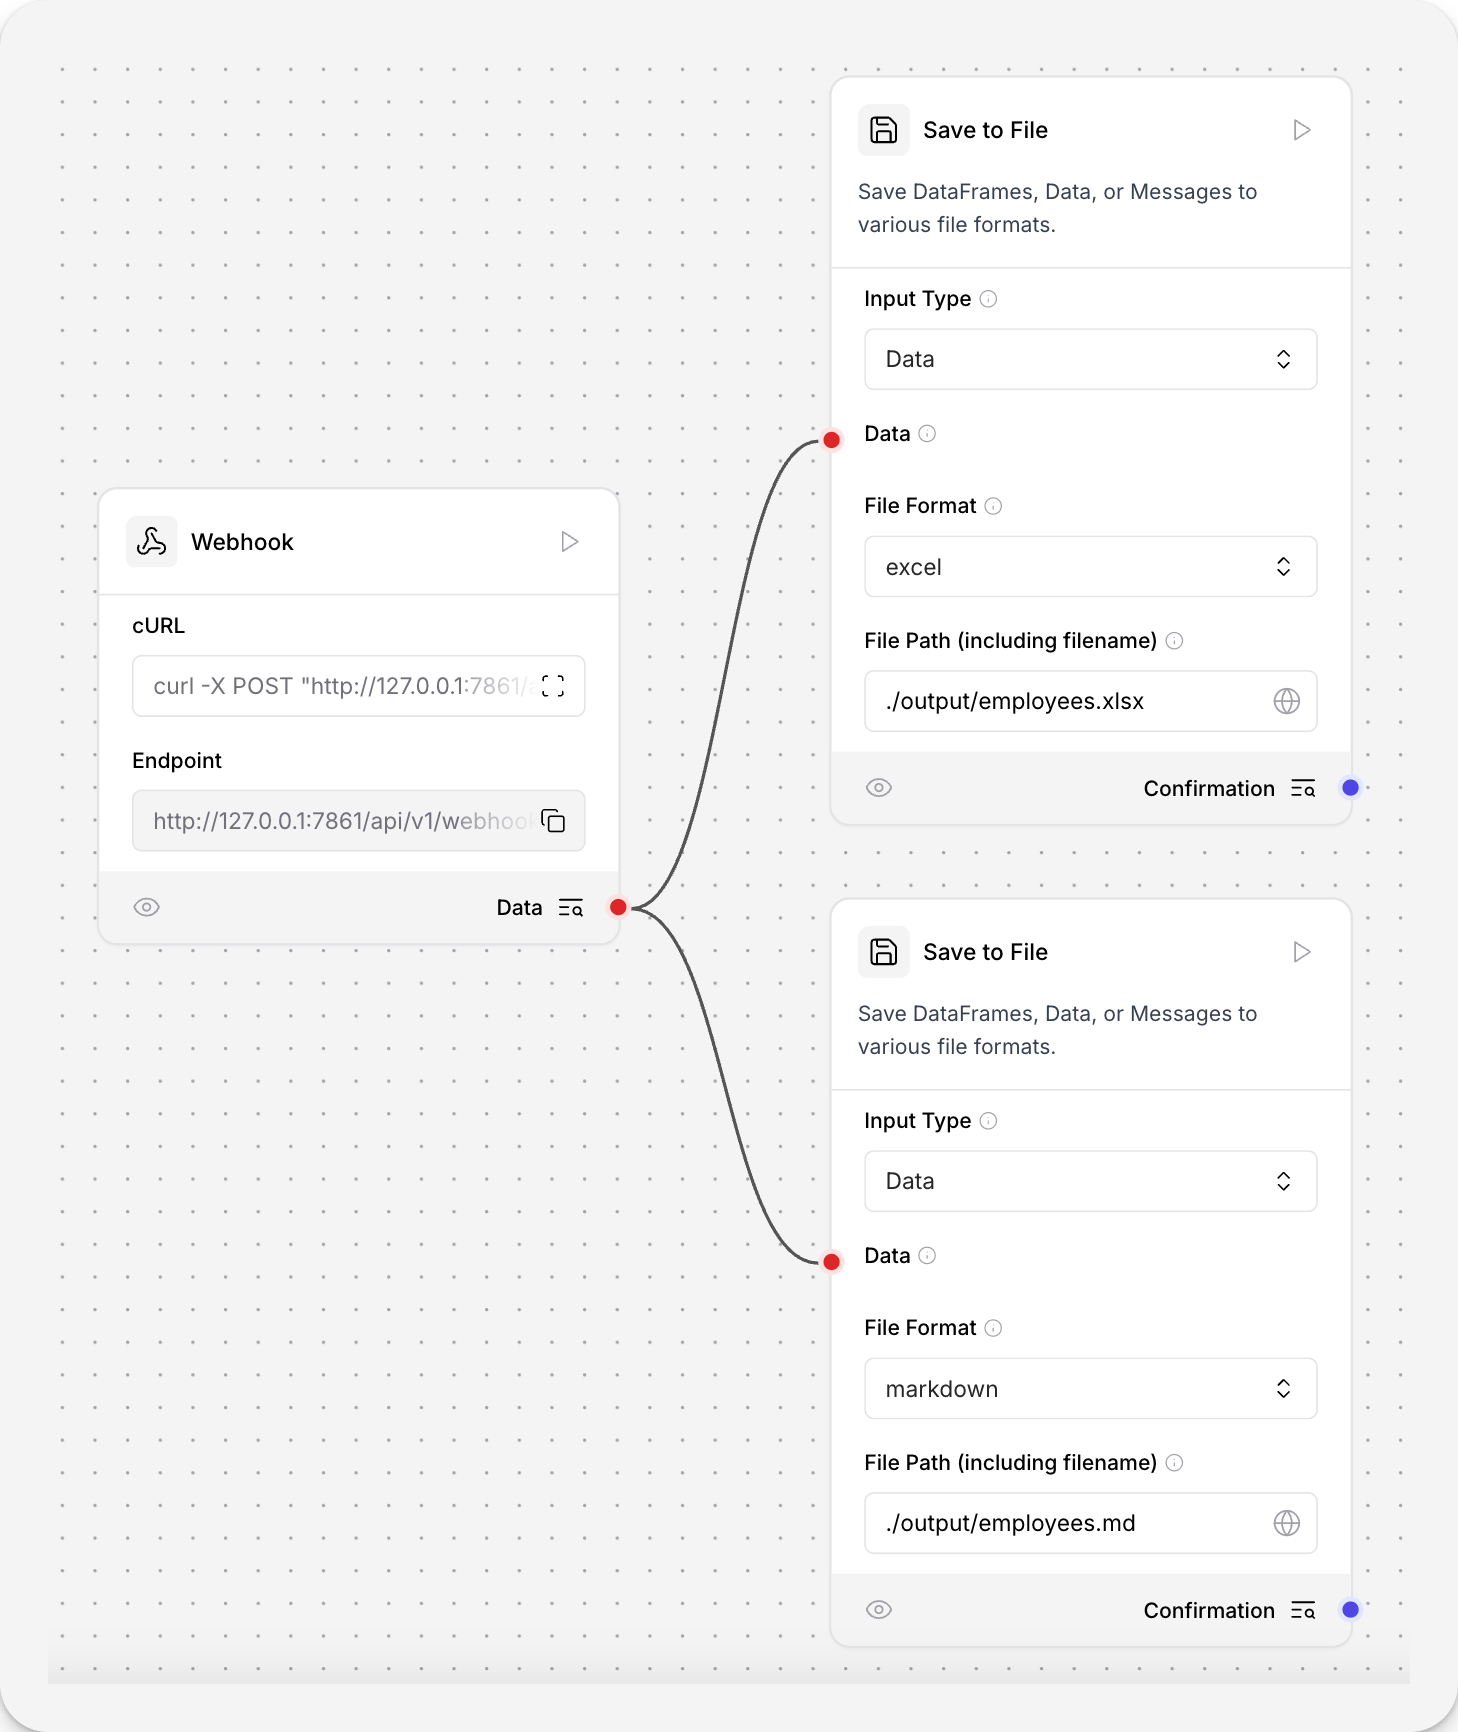 Webhook
cURL
curl -X POST "http://127.0.0.1:7861/
Endpoint
http://127.0.0.1:7861/api/v1/webhoo
Data
Save to File
Save DataFrames, Data, or Messages to
various file formats.
Input Type
Data
Data
File Format
excel
File Path (including filename)
./output/employees.xlsx
Confirmation
Save to File
Save DataFrames, Data, or Messages to
various file formats.
Input Type
Data
Data
File Format
markdown
File Path (including filename)
./output/employees.md
Confirmation